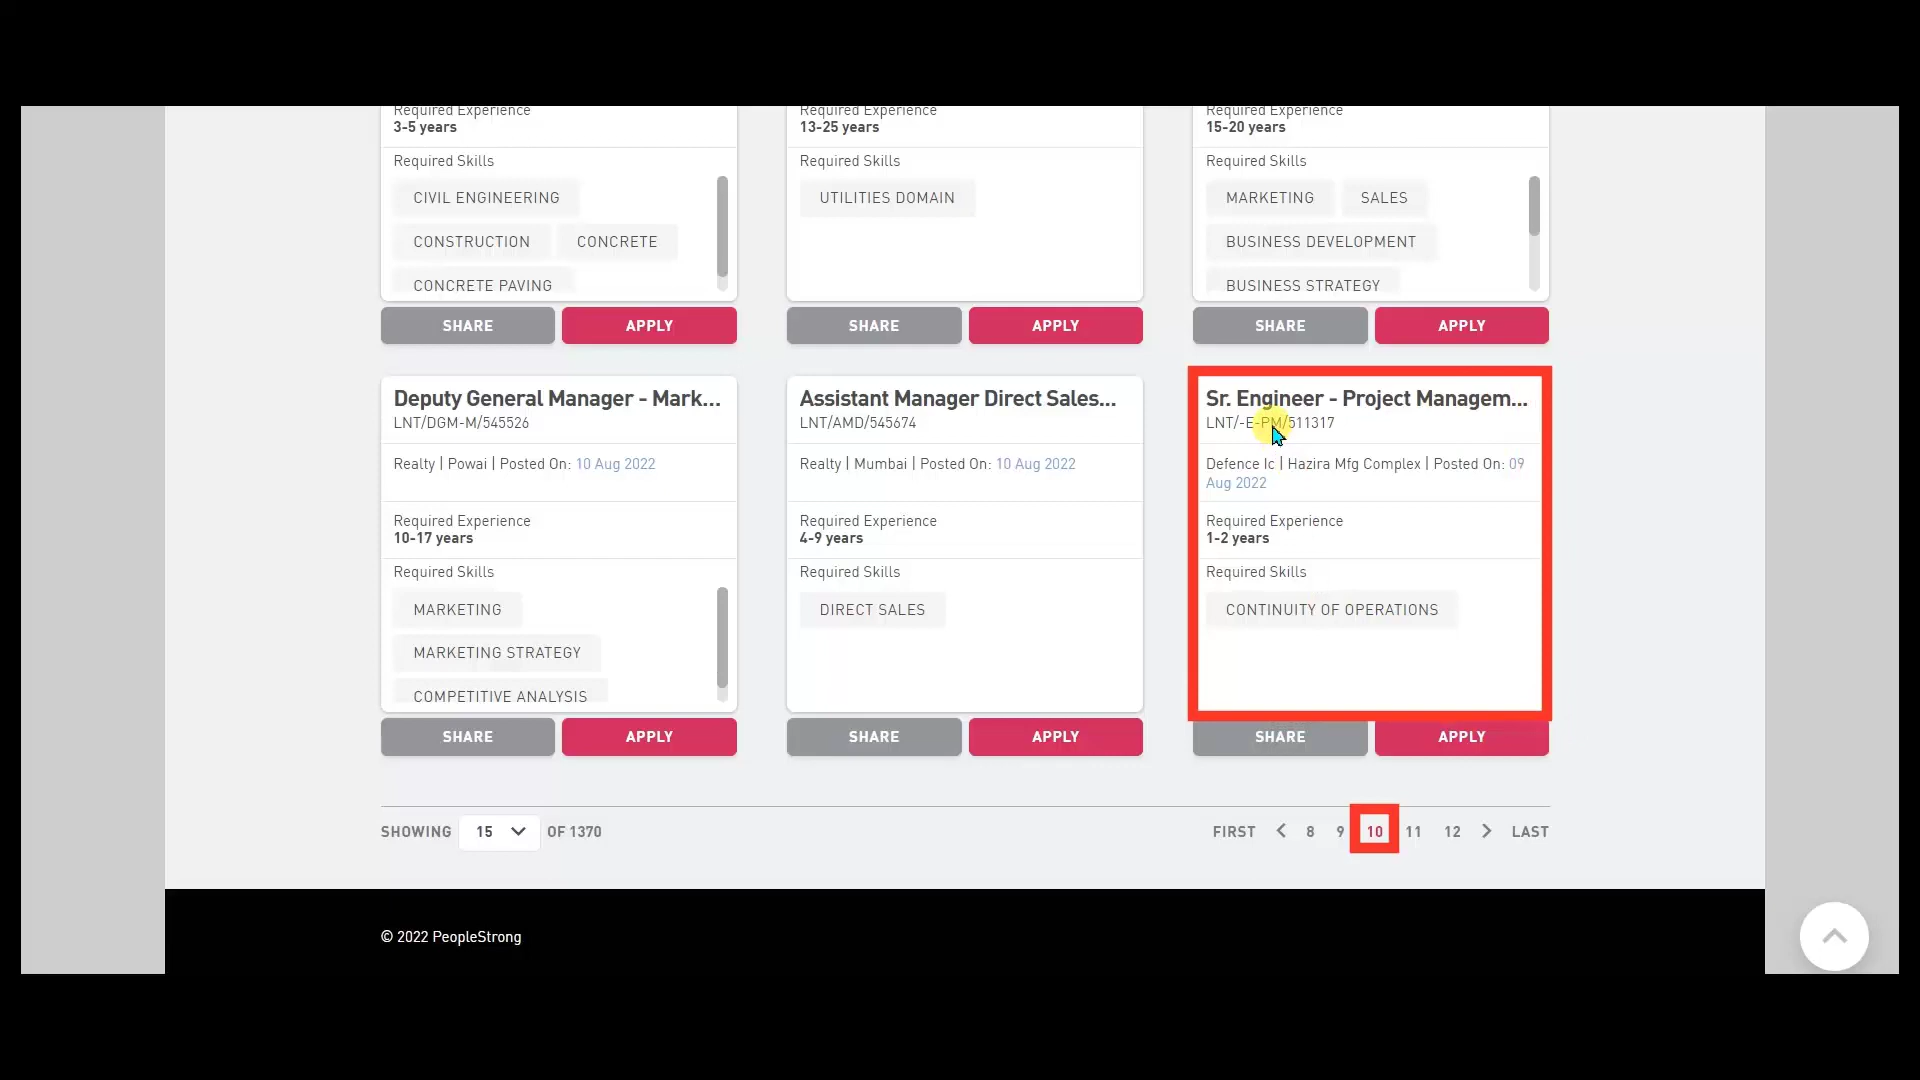 Required Experience
3-5 years
Required Skills
CIVIL ENGINEERING
CONSTRUCTION CONCRETE
CONCRETE PAVING
SHARE APPLY
Required Experience
13-25 years
Required Skills
UTILITIES DOMAIN
SHARE APPLY
Required Experience
15-20 years
Required Skills
MARKETING SALES
BUSINESS DEVELOPMENT
BUSINESS STRATEGY
SHARE APPLY
Deputy General Manager - Mark...
LNT/DGM-M/545526
Realty | Powai | Posted On: 10 Aug 2022
Required Experience
10-17 years
Required Skills
MARKETING
MARKETING STRATEGY
COMPETITIVE ANALYSIS
SHARE APPLY
Assistant Manager Direct Sales...
LNT/AMD/545674
Realty | Mumbai | Posted On: 10 Aug 2022
Required Experience
4-9 years
Required Skills
DIRECT SALES
SHARE APPLY
Sr. Engineer - Project Managem...
LNT/-E-PM/511317
Defence Ic | Hazira Mfg Complex | Posted On: 09
Aug 2022
Required Experience
1-2 years
Required Skills
CONTINUITY OF OPERATIONS
SHARE APPLY
SHOWING 15 OF 1370
FIRST 8 9 10 11 12 LAST
© 2022 PeopleStrong